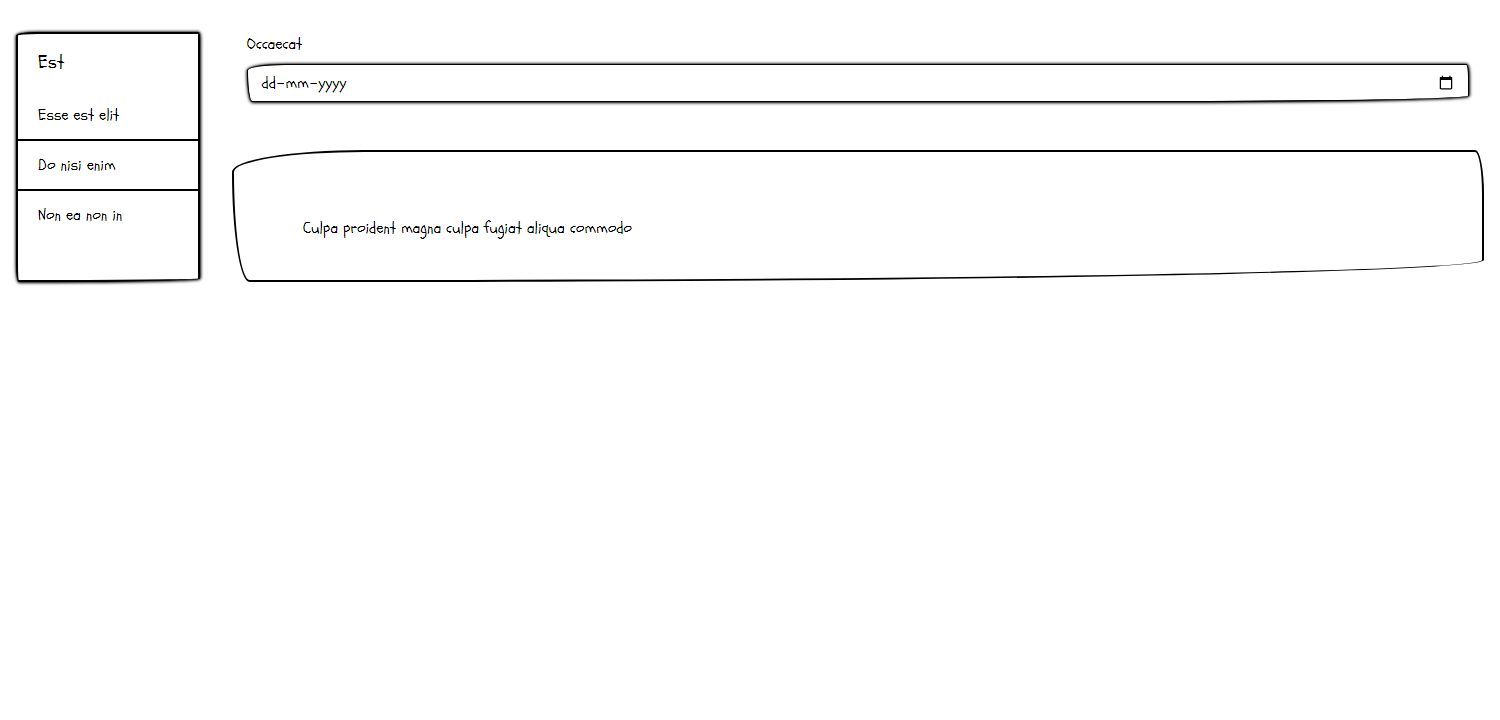 Est
Esse est elit
Do nisi enim
Non ea non in
Occaecat
dd-mm-yyyy
Culpa proident magna culpa fugiat aliqua commodo